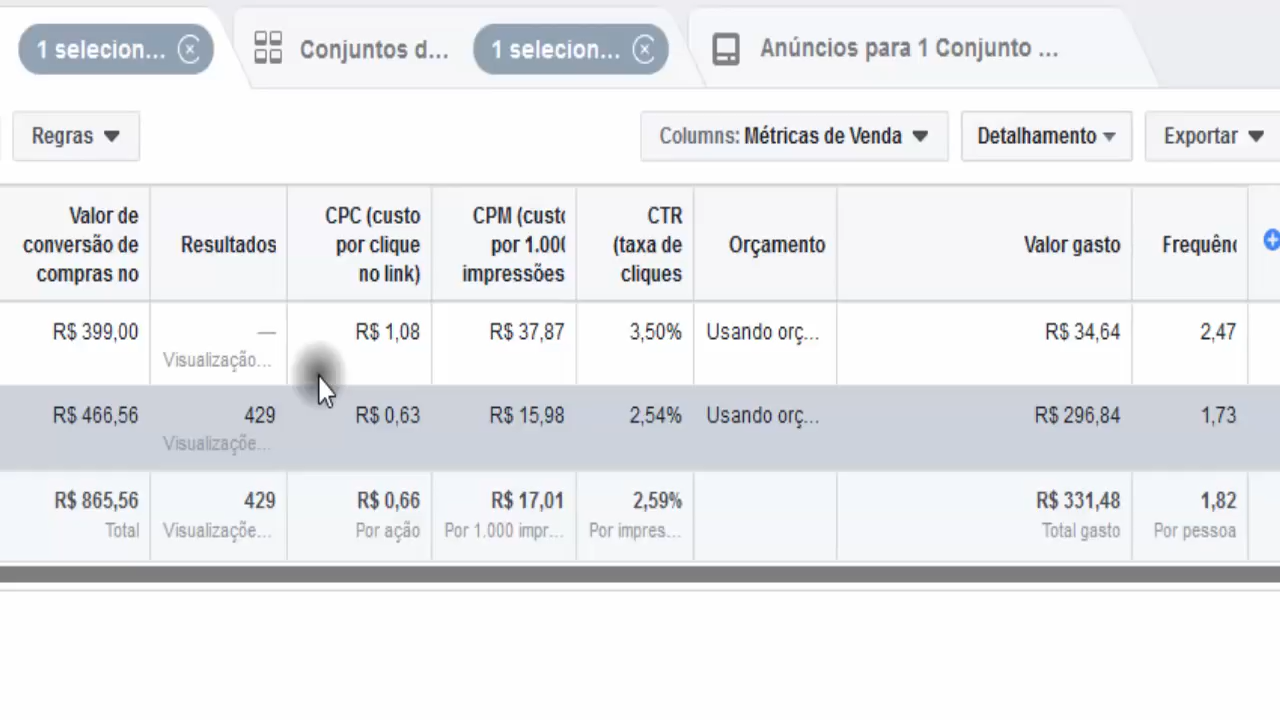 1 selecion...
Conjuntos d...
1 selecion...
Anúncios para 1 Conjunto ...
Regras
Columns: Métricas de Venda
Detalhamento
Exportar
Valor de
conversão de
compras no
Resultados
CPC (custo
por clique
no link)
CPM (custo
por 1.000
impressões
CTR
(taxa de
cliques
Orçamento
Valor gasto
Frequênc
R$ 399,00
—
Visualização...
R$ 1,08
R$ 37,87
3,50%
Usando orç...
R$ 34,64
2,47
R$ 466,56
429
Visualizaçõe...
R$ 0,63
R$ 15,98
2,54%
Usando orç...
R$ 296,84
1,73
R$ 865,56
Total
429
Visualizaçõe...
R$ 0,66
Por ação
R$ 17,01
Por 1.000 impr...
2,59%
Por impres...
R$ 331,48
Total gasto
1,82
Por pessoa